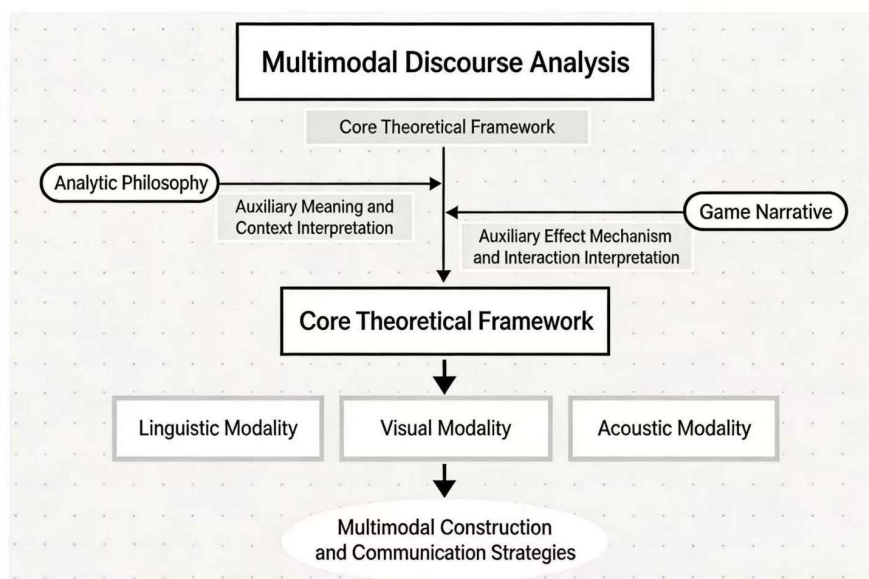 Multimodal Discourse Analysis
Core Theoretical Framework
Analytic Philosophy
Auxiliary Meaning and
Context Interpretation
Game Narrative
Auxiliary Effect Mechanism
and Interaction Interpretation
Core Theoretical Framework
Linguistic Modality
Visual Modality
Acoustic Modality
Multimodal Construction
and Communication Strategies